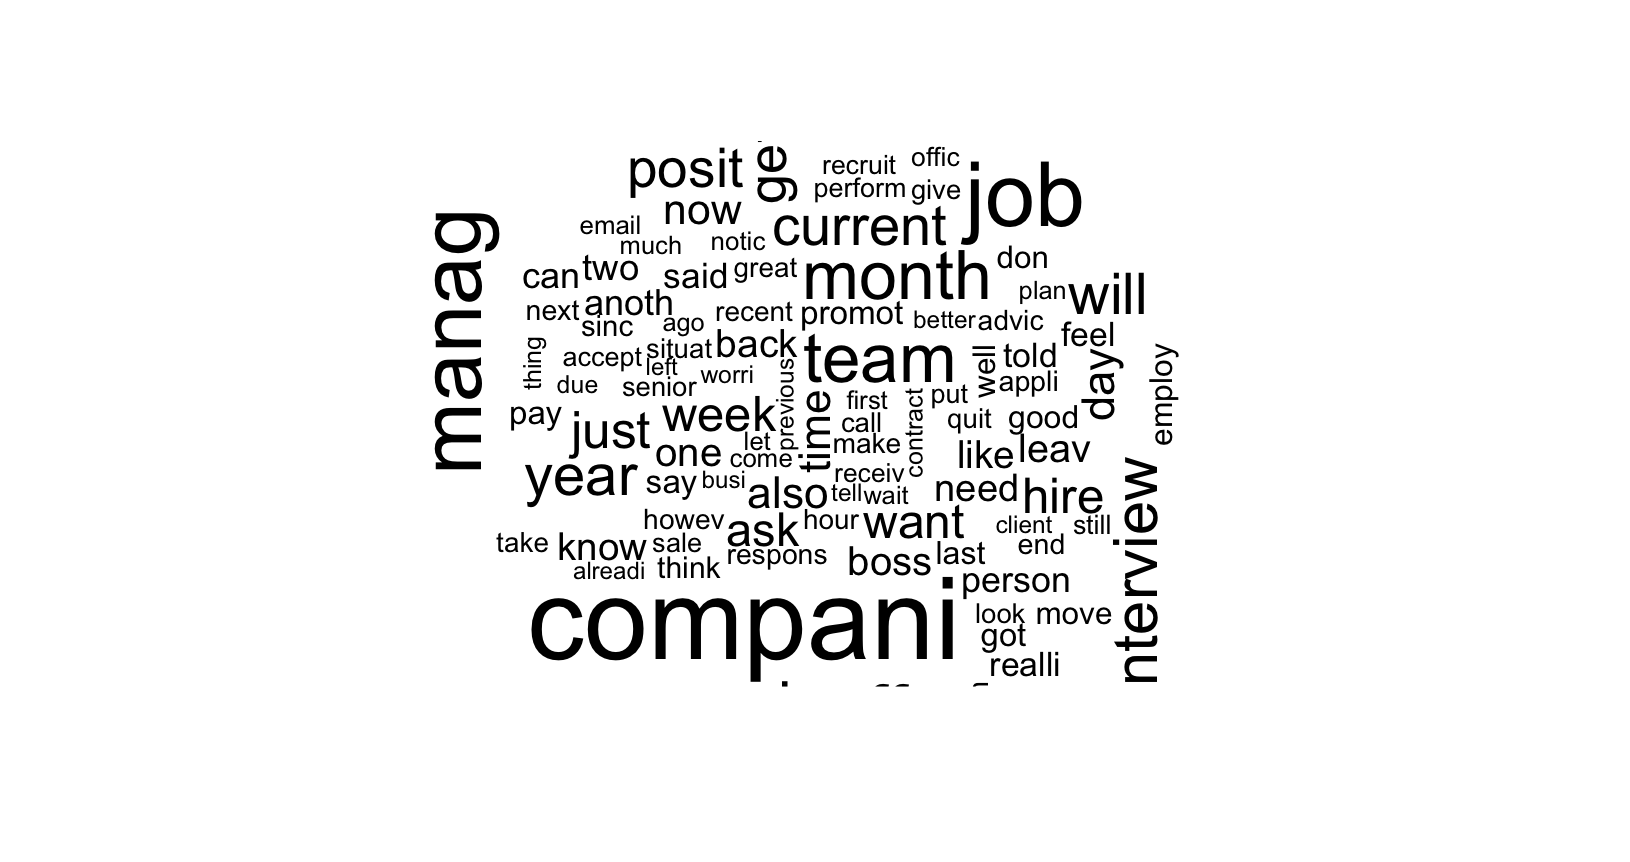 posit ge recruit offic job
perform give
now current
email much notic
manag
can two said great month don
plan will
next anoth recent promot better advic
sinc ago feel
thing accept situat back team well told day employ
left
due senior worri previous appli
pay just week time first contract put quit good
let call
one come make like leav
year say busi also receiv need hire interview
tell wait
howev ask hour want client still
take know sale end
alreadi think respons boss last
compani person
look move
got
realli